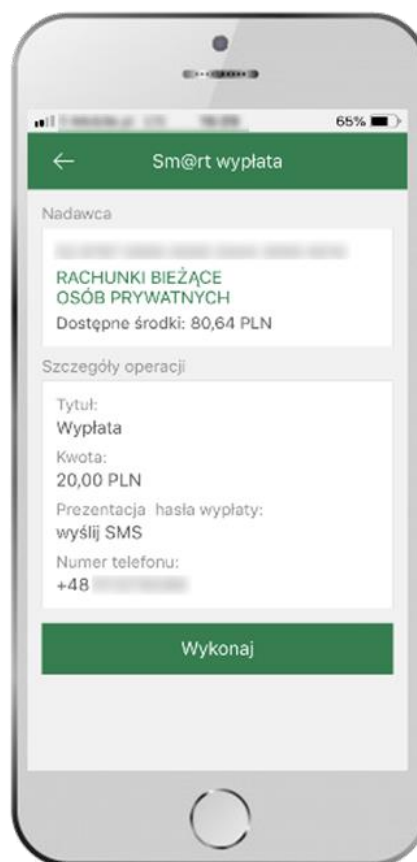 65%
Sm@rt wypłata
Nadawca
RACHUNKI BIEŻĄCE
OSÓB PRYWATNYCH
Dostępne środki: 80,64 PLN
Szczegóły operacji
Tytuł:
Wypłata
Kwota:
20,00 PLN
Prezentacja hasła wypłaty:
wyślij SMS
Numer telefonu:
+48
Wykonaj